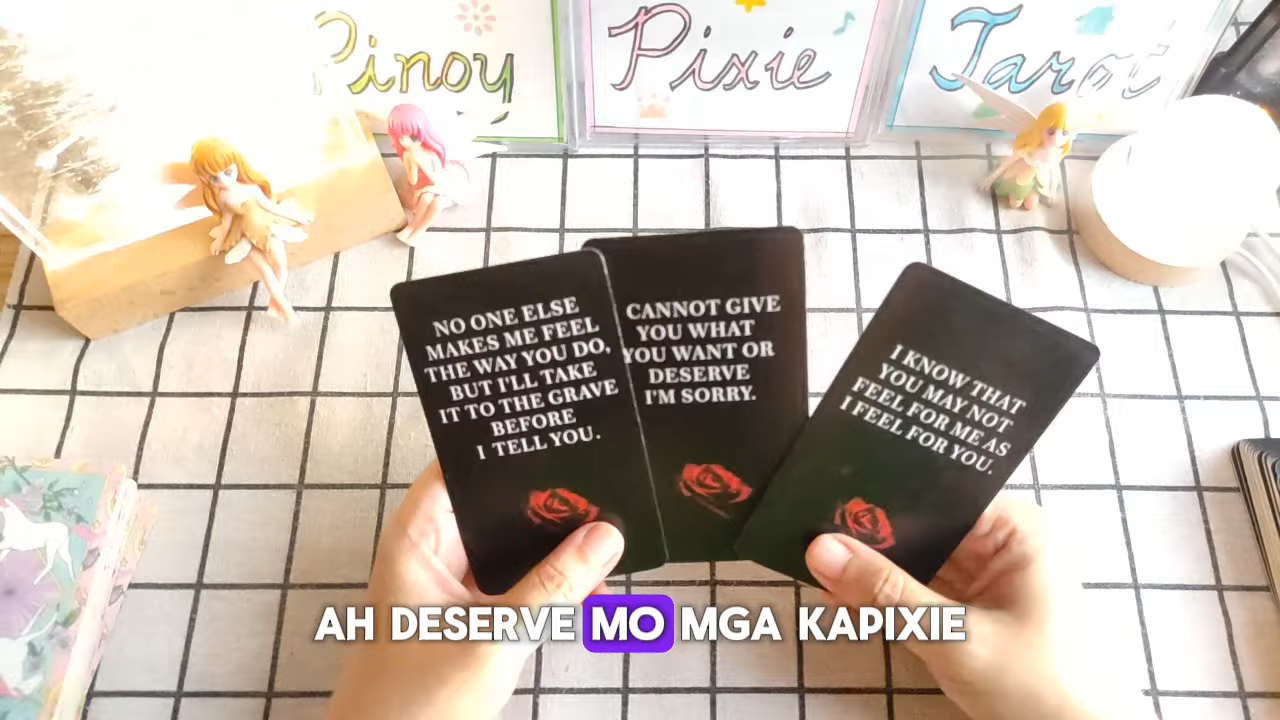 Pinoy
Pixie
Tarot
NO ONE ELSE
MAKES ME FEEL
THE WAY YOU DO,
BUT I'LL TAKE
IT TO THE GRAVE
BEFORE
I TELL YOU.
CANNOT GIVE
YOU WHAT
YOU WANT OR
DESERVE
I'M SORRY.
I KNOW THAT
YOU MAY NOT
FEEL FOR ME AS
I FEEL FOR YOU.
AH DESERVE MO MGA KAPIXIE